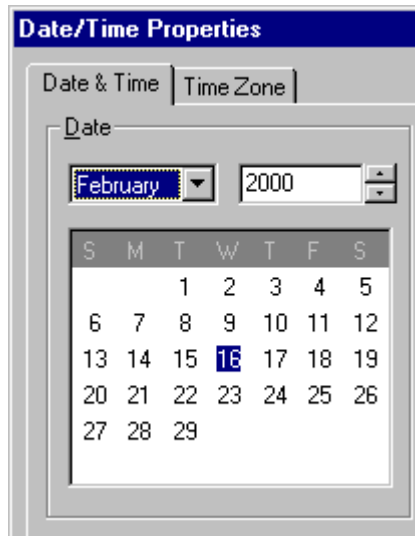 Date/Time Properties
Date & Time Time Zone
Date
February 2000
S M T W T F S
1 2 3 4 5
6 7 8 9 10 11 12
13 14 15 16 17 18 19
20 21 22 23 24 25 26
27 28 29